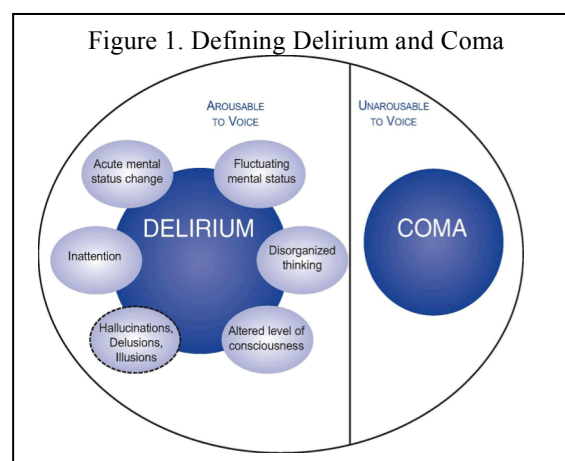 Figure 1. Defining Delirium and Coma
AROUSABLE
TO VOICE
UNAROUSABLE
TO VOICE
Acute mental
status change
Fluctuating
mental status
DELIRIUM
COMA
Inattention
Disorganized
thinking
Hallucinations,
Delusions,
Illusions
Altered level of
consciousness